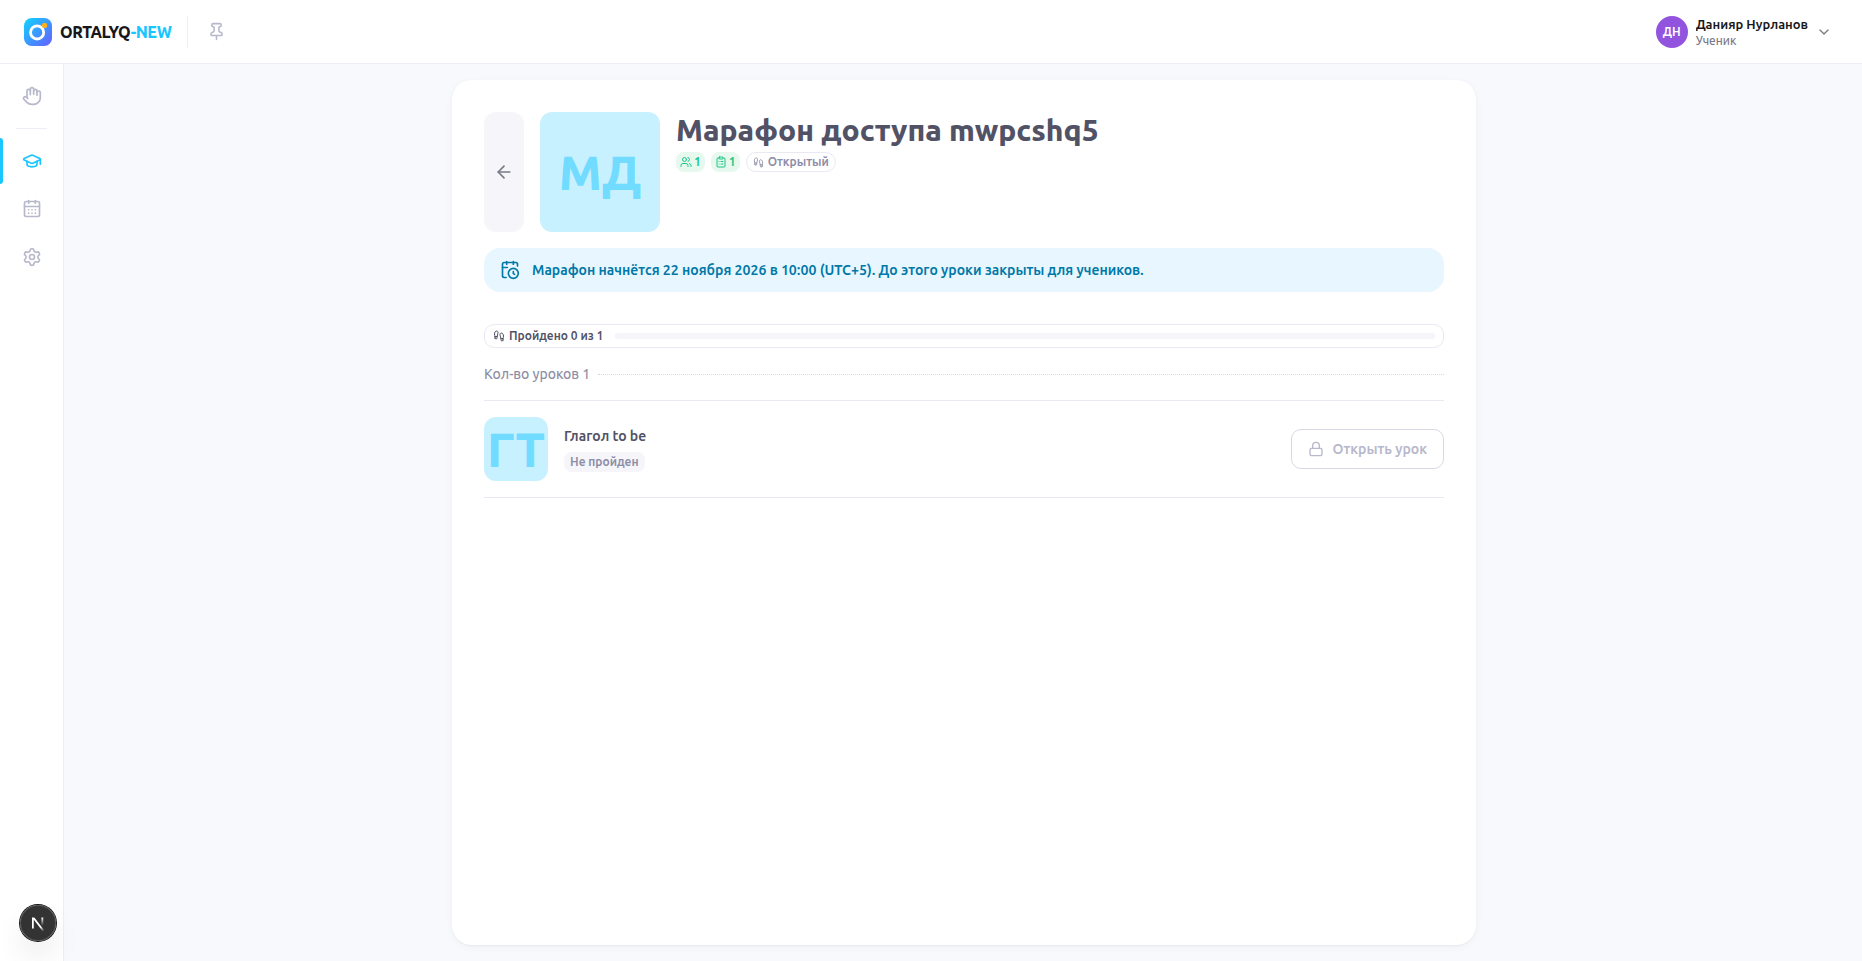 ORTALYQ-NEW
ДН
Данияр Нурланов
Ученик
МД
Марафон доступа mwpcshq5
1
1
Открытый
Марафон начнётся 22 ноября 2026 в 10:00 (UTC+5). До этого уроки закрыты для учеников.
Пройдено 0 из 1
Кол-во уроков 1
ГТ
Глагол to be
Не пройден
Открыть урок
N